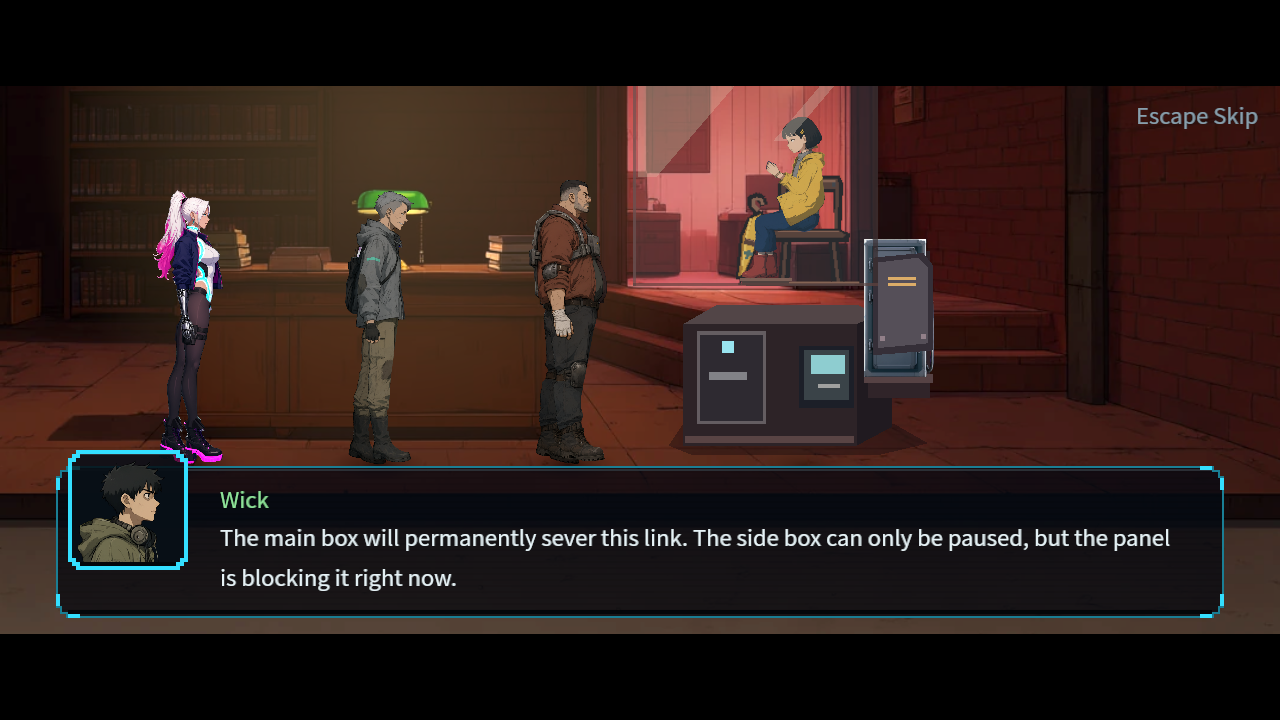 Escape Skip
Wick
The main box will permanently sever this link. The side box can only be paused, but the panel
is blocking it right now.